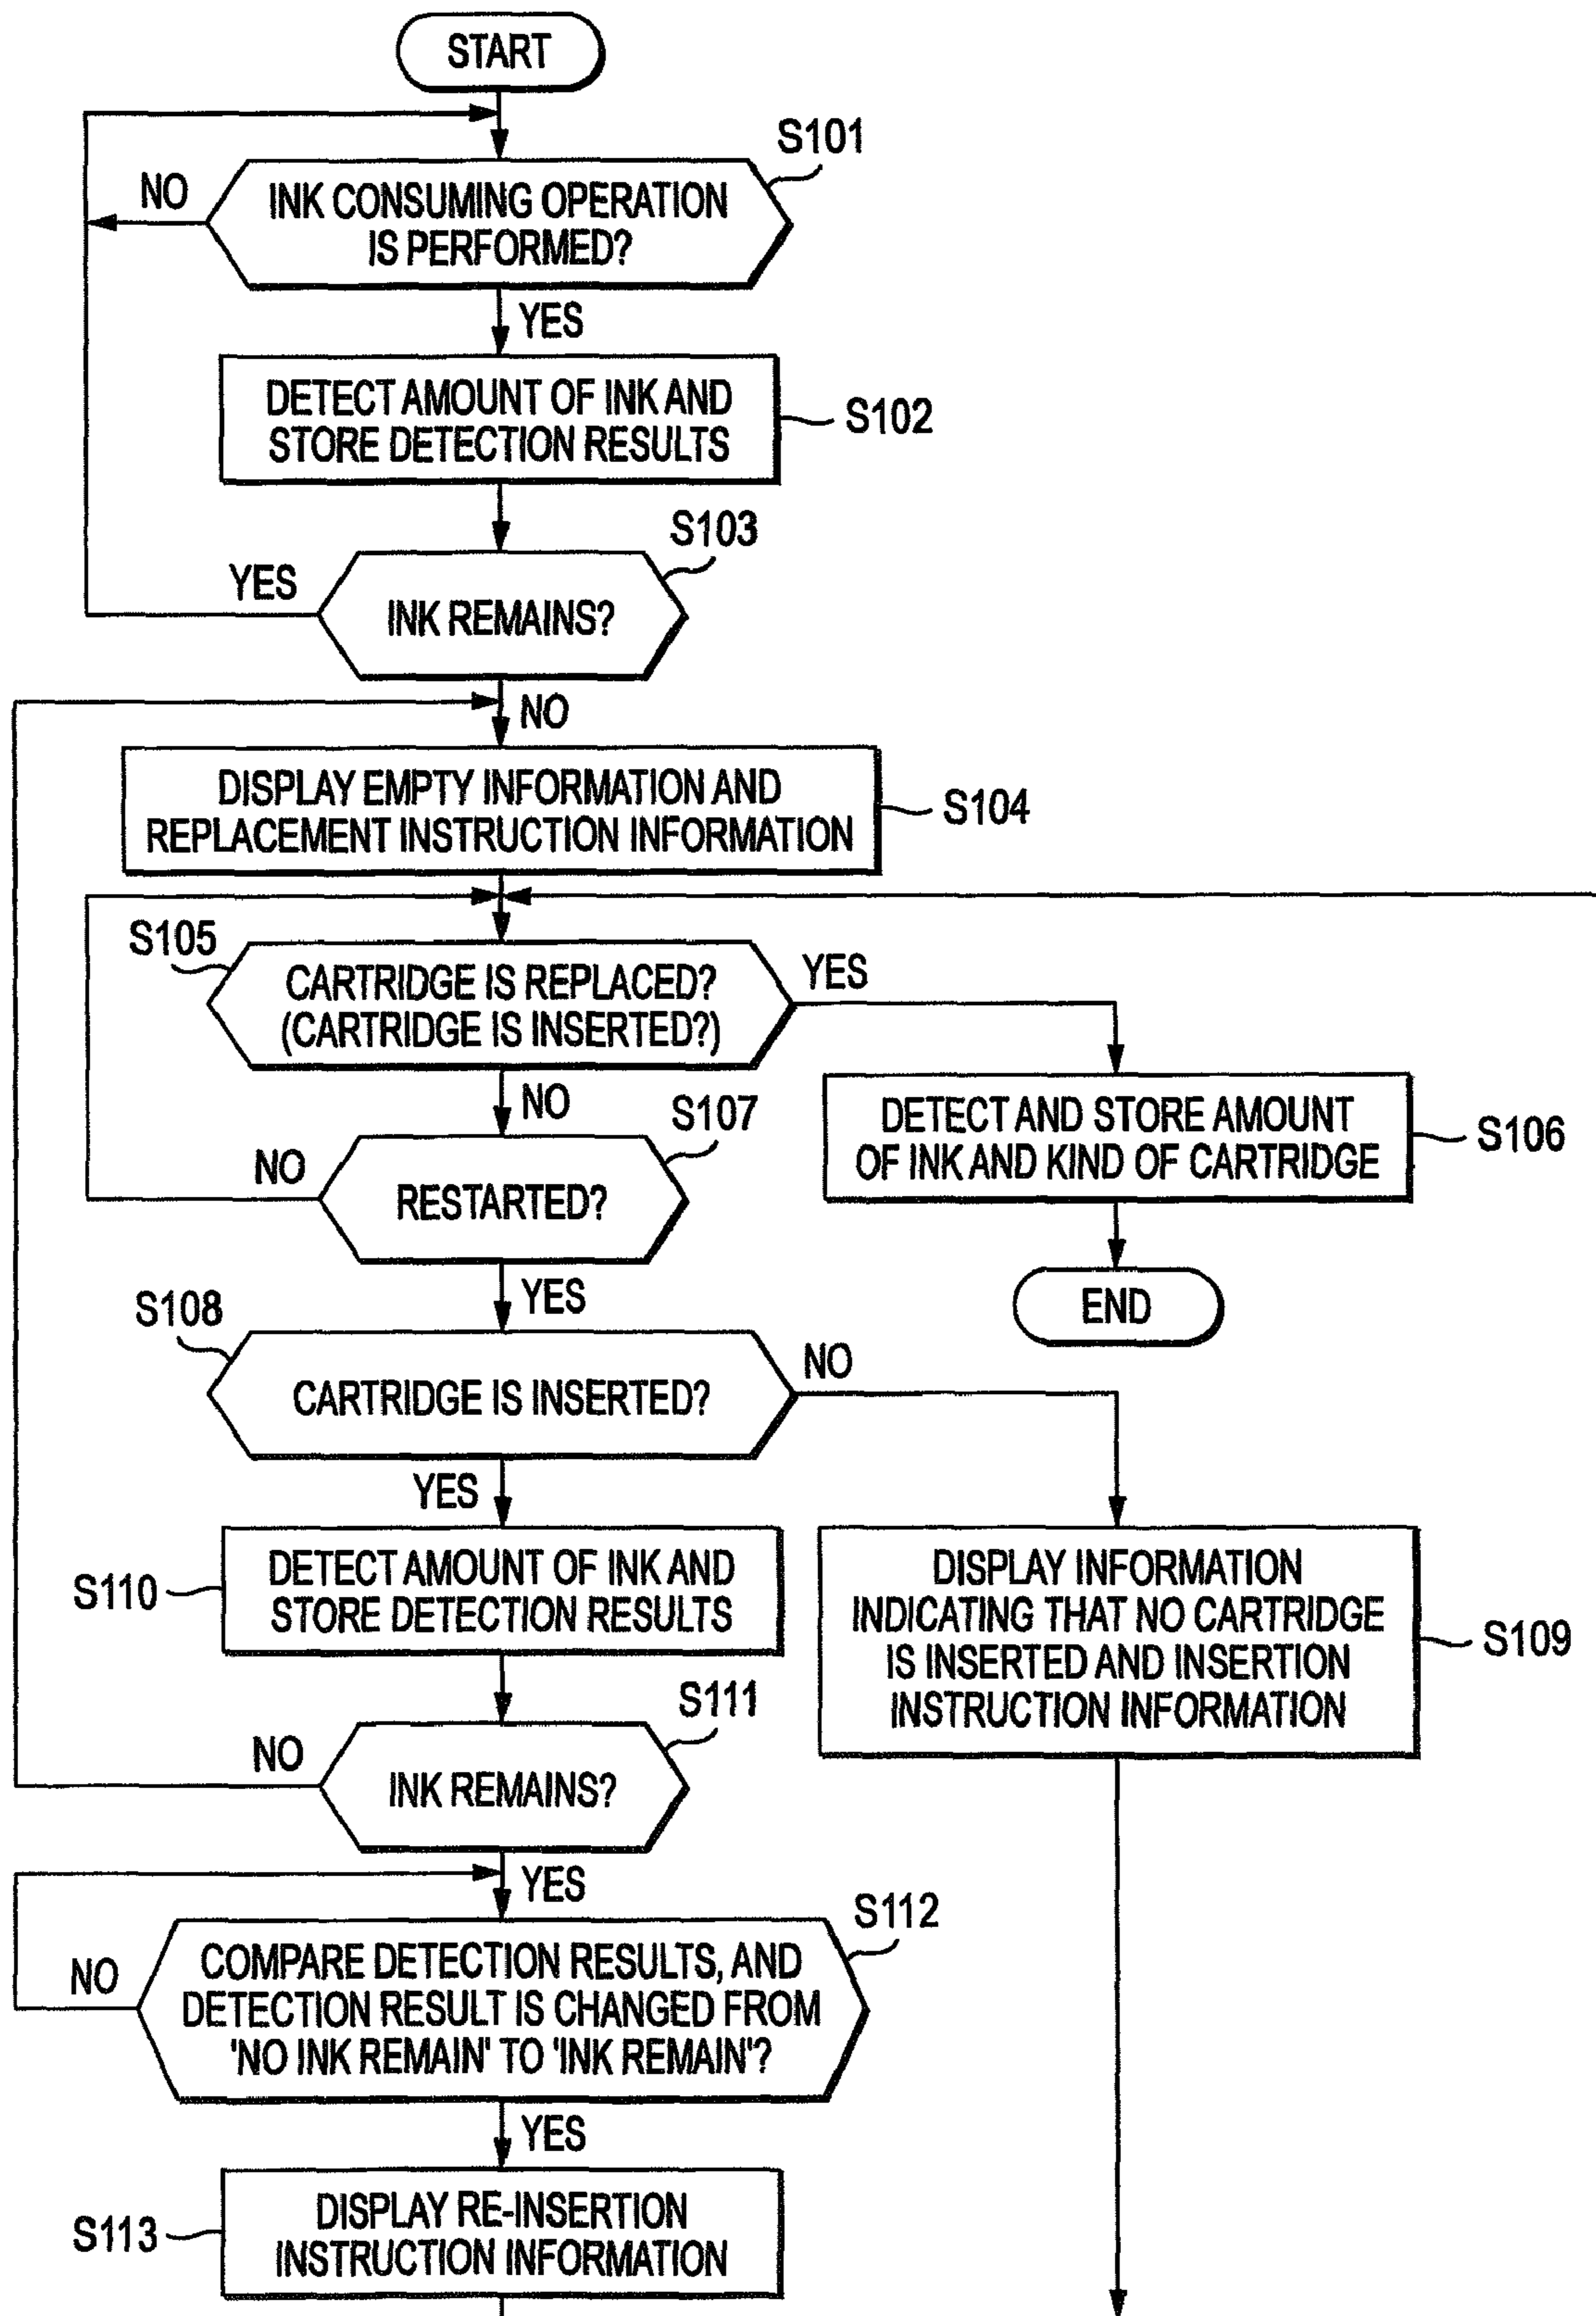 START
S101
NO
INK CONSUMING OPERATION
IS PERFORMED?
YES
DETECT AMOUNT OF INK AND
STORE DETECTION RESULTS
S102
S103
YES
INK REMAINS?
NO
DISPLAY EMPTY INFORMATION AND
REPLACEMENT INSTRUCTION INFORMATION
S104
S105
CARTRIDGE IS REPLACED?
(CARTRIDGE IS INSERTED?)
YES
NO
DETECT AND STORE AMOUNT
OF INK AND KIND OF CARTRIDGE
S106
S107
NO
RESTARTED?
YES
END
S108
CARTRIDGE IS INSERTED?
NO
YES
DETECT AMOUNT OF INK AND
STORE DETECTION RESULTS
S110
DISPLAY INFORMATION
INDICATING THAT NO CARTRIDGE
IS INSERTED AND INSERTION
INSTRUCTION INFORMATION
S109
S111
NO
INK REMAINS?
YES
S112
NO
COMPARE DETECTION RESULTS, AND
DETECTION RESULT IS CHANGED FROM
'NO INK REMAIN' TO 'INK REMAIN'?
YES
S113
DISPLAY RE-INSERTION
INSTRUCTION INFORMATION